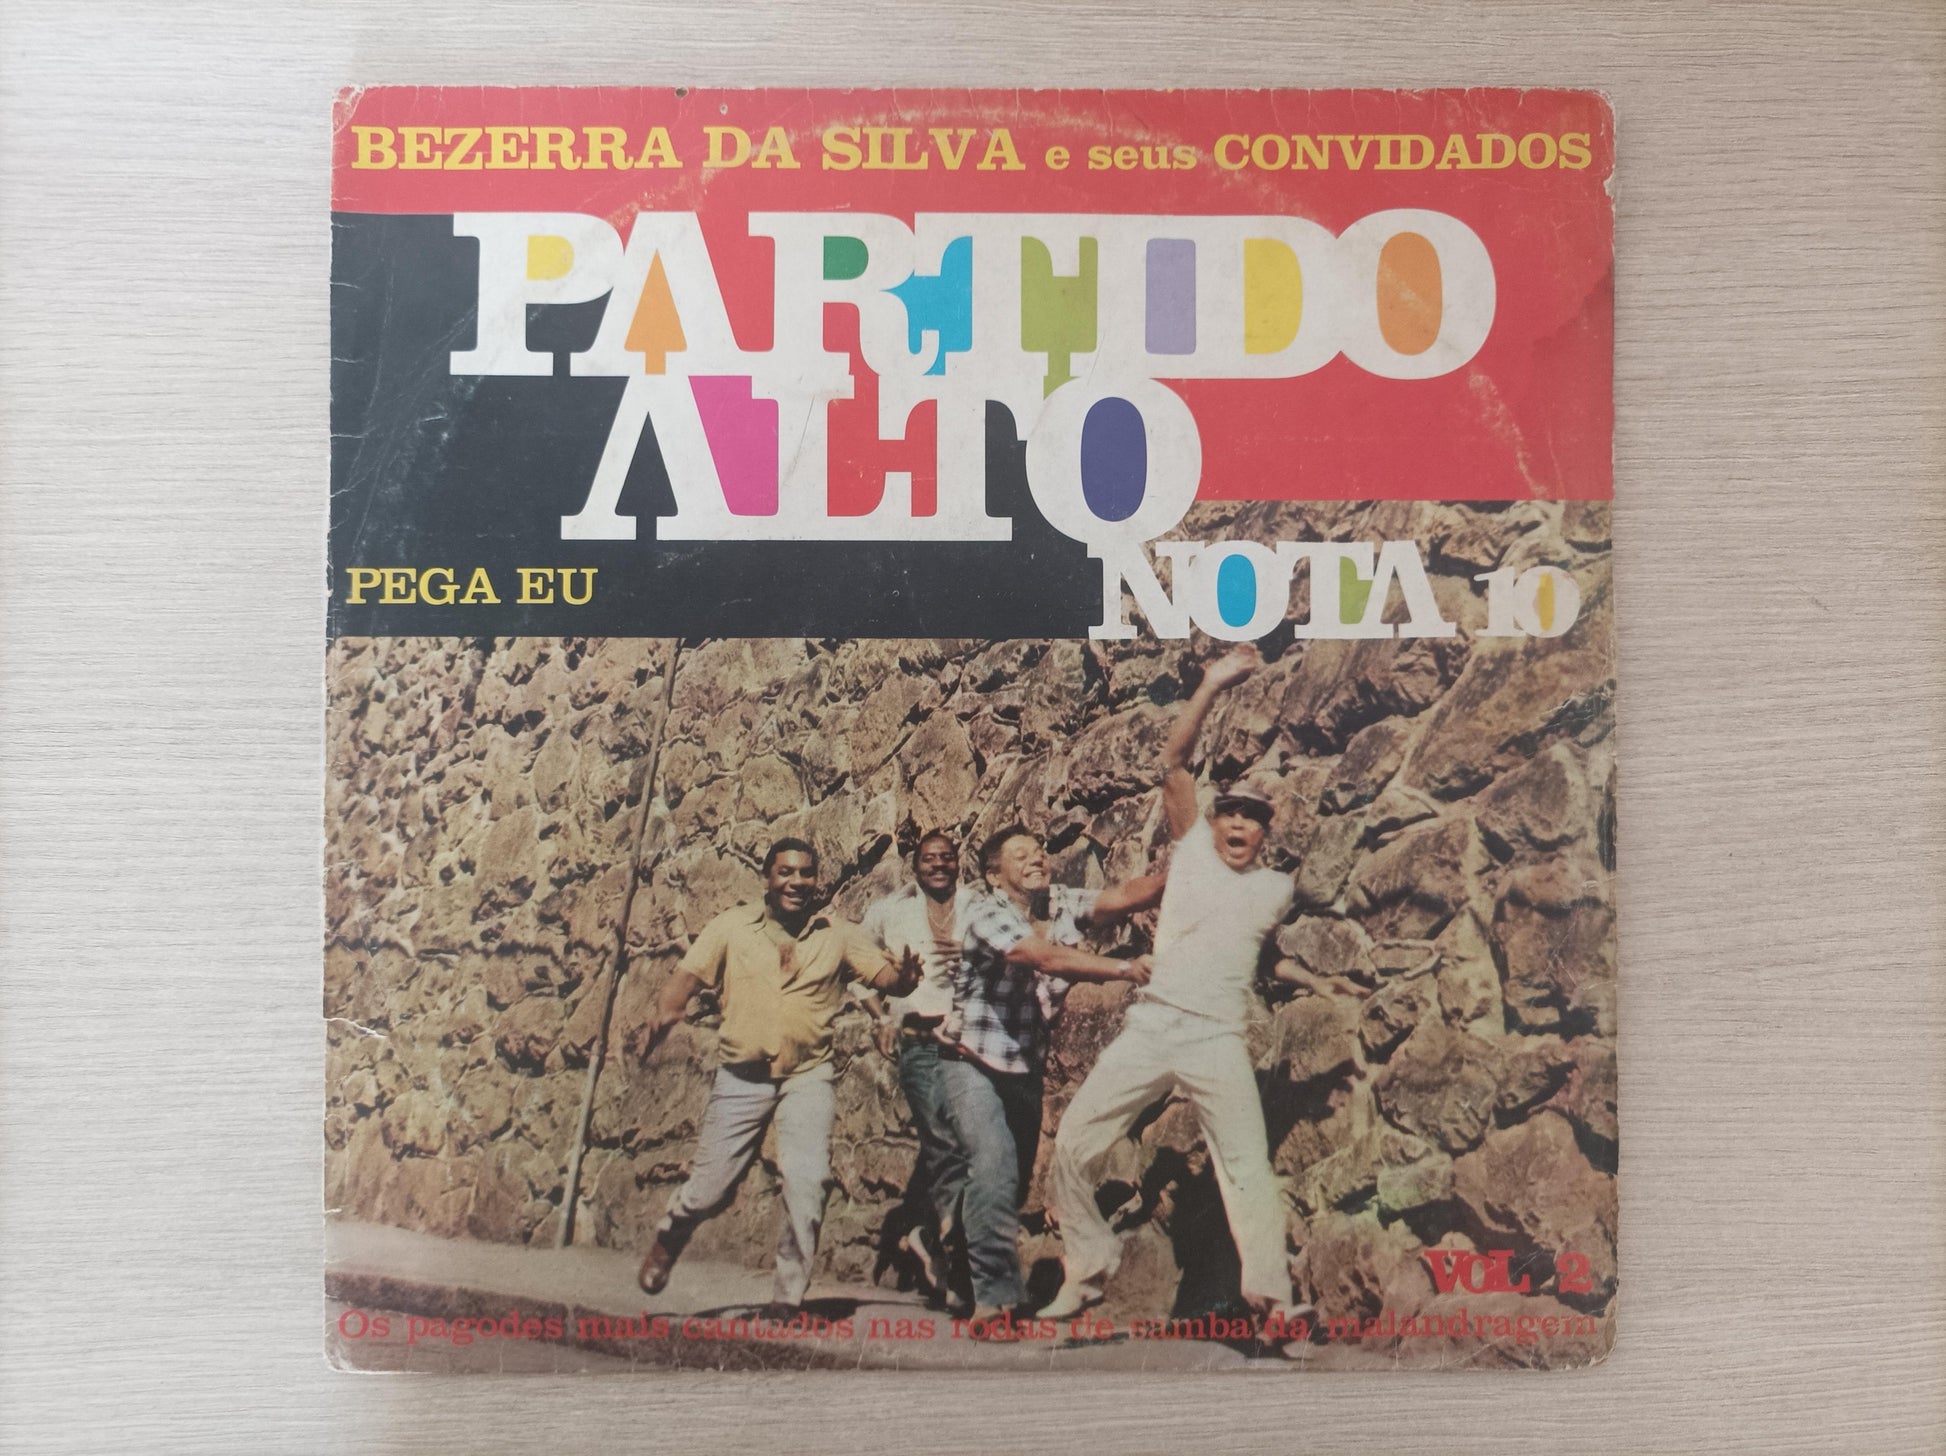 BEZERRA DA SILVA e seus CONVIDADOS
PARTIDO
ALTO
NOTA 10
PEGA EU
VOL 2
Os pagodes mais cantados nas rodas de samba da malandragem